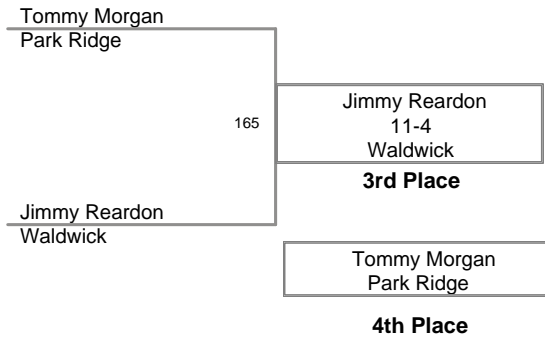 Tommy Morgan
Park Ridge
165
Jimmy Reardon
11-4
Waldwick
3rd Place
Jimmy Reardon
Waldwick
Tommy Morgan
Park Ridge
4th Place